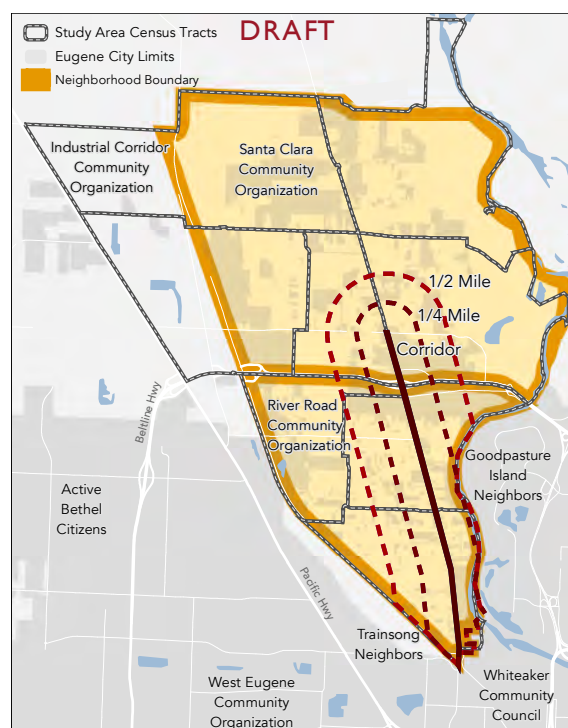 DRAFT
Study Area Census Tracts
Eugene City Limits
Neighborhood Boundary
Industrial Corridor
Community
Organization
Santa Clara
Community
Organization
1/2 Mile
1/4 Mile
Corridor
Beltline Hwy
River Road
Community
Organization
Goodpasture
Island
Neighbors
Active
Bethel
Citizens
Pacific Hwy
Trainsong
Neighbors
Whiteaker
Community
Council
West Eugene
Community
Organization